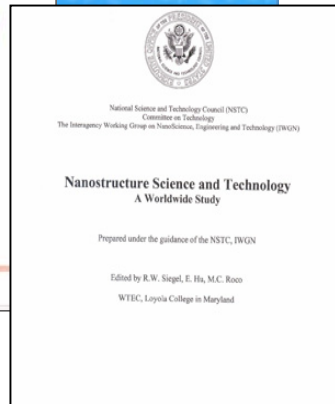 National Science and Technology Council (NSTC)
Committee on Technology
The Interagency Working Group on NanoScience, Engineering and Technology (IWGN)
Nanostructure Science and Technology
A Worldwide Study
Prepared under the guidance of the NSTC, IWGN
Edited by R.W. Siegel, E. Hu, M.C. Roco
WTEC, Loyola College in Maryland